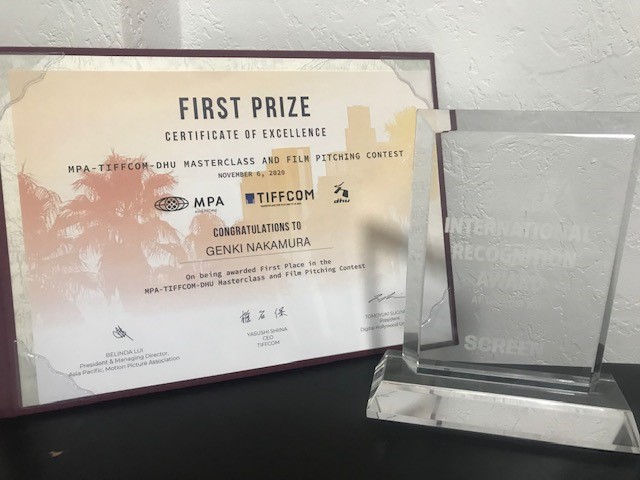 FIRST PRIZE
CERTIFICATE OF EXCELLENCE
MPA-TIFFCOM-DHU MASTERCLASS AND FILM PITCHING CONTEST
NOVEMBER 6, 2020
MPA
TIFFCOM
dhu
CONGRATULATIONS TO
GENKI NAKAMURA
On being awarded First Place in the
MPA-TIFFCOM-DHU Masterclass and Film Pitching Contest
BELINDA LUI
President & Managing Director,
Asia Pacific, Motion Picture Association
YASUSHI SHIINA
CEO
TIFFCOM
President
Digital Hollywood
INTERNATIONAL
RECOGNITION
AWARD
SCREEN